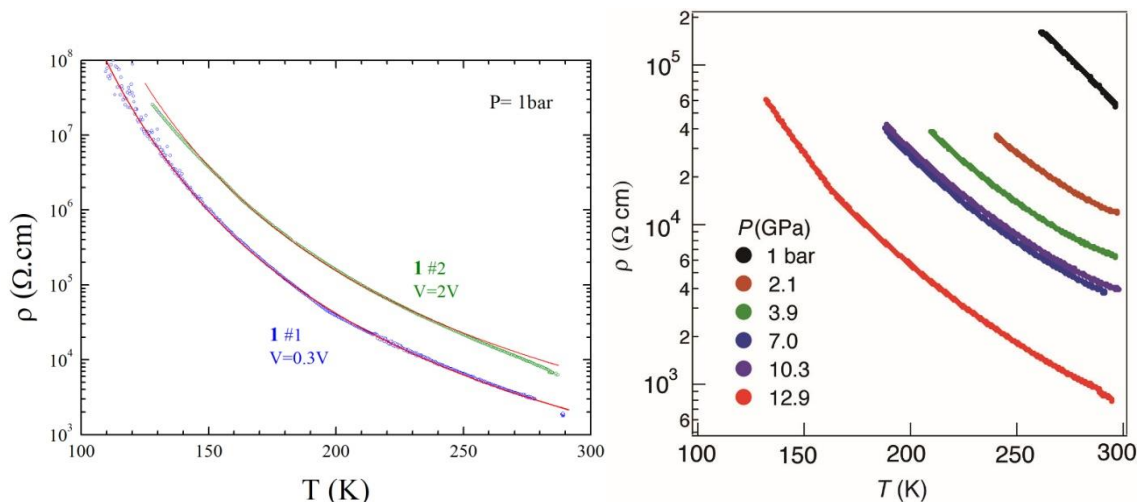 10⁸
10⁷
10⁶
10⁵
10⁴
10³
ρ (Ω.cm)
P= 1bar
1 #2
V=2V
1 #1
V=0.3V
100 150 200 250 300
T (K)
2
10⁵
6
4
2
10⁴
6
4
2
10³
6
ρ (Ω cm)
P(GPa)
1 bar
2.1
3.9
7.0
10.3
12.9
100 150 200 250 300
T (K)